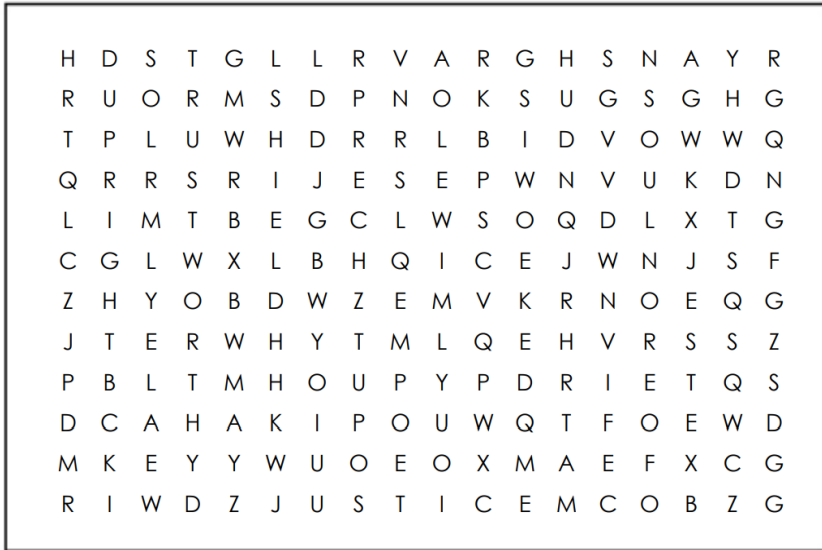 H D S T G L L R V A R G H S N A Y R
R U O R M S D P N O K S U G S G H G
T P L U W H D R R L B I D V O W W Q
Q R R S R I J E S E P W N V U K D N
L I M T B E G C L W S O Q D L X T G
C G L W X L B H Q I C E J W N J S F
Z H Y O B D W Z E M V K R N O E Q G
J T E R W H Y T M L Q E H V R S S Z
P B L T M H O U P Y P D R I E T Q S
D C A H A K I P O U W Q T F O E W D
M K E Y Y W U O E O X M A E F X C G
R I W D Z J U S T I C E M C O B Z G